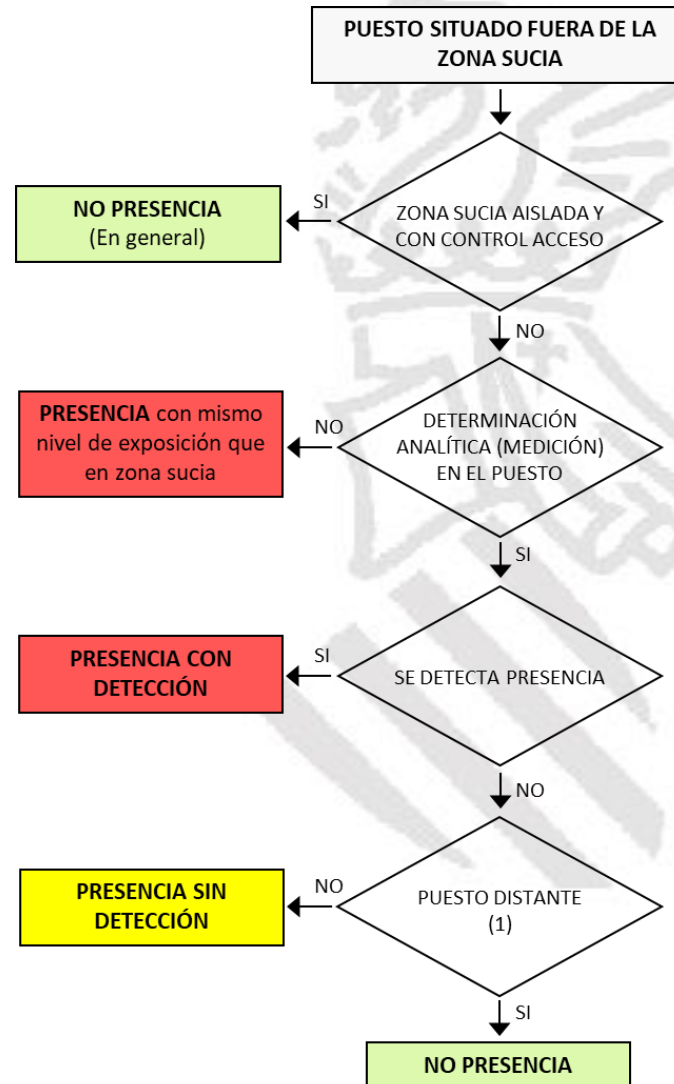 PUESTO SITUADO FUERA DE LA
ZONA SUCIA
ZONA SUCIA AISLADA Y
CON CONTROL ACCESO
SI
NO PRESENCIA
(En general)
NO
DETERMINACIÓN
ANALÍTICA (MEDICIÓN)
EN EL PUESTO
NO
PRESENCIA con mismo
nivel de exposición que
en zona sucia
SI
SE DETECTA PRESENCIA
SI
PRESENCIA CON
DETECCIÓN
NO
PUESTO DISTANTE
(1)
NO
PRESENCIA SIN
DETECCIÓN
SI
NO PRESENCIA